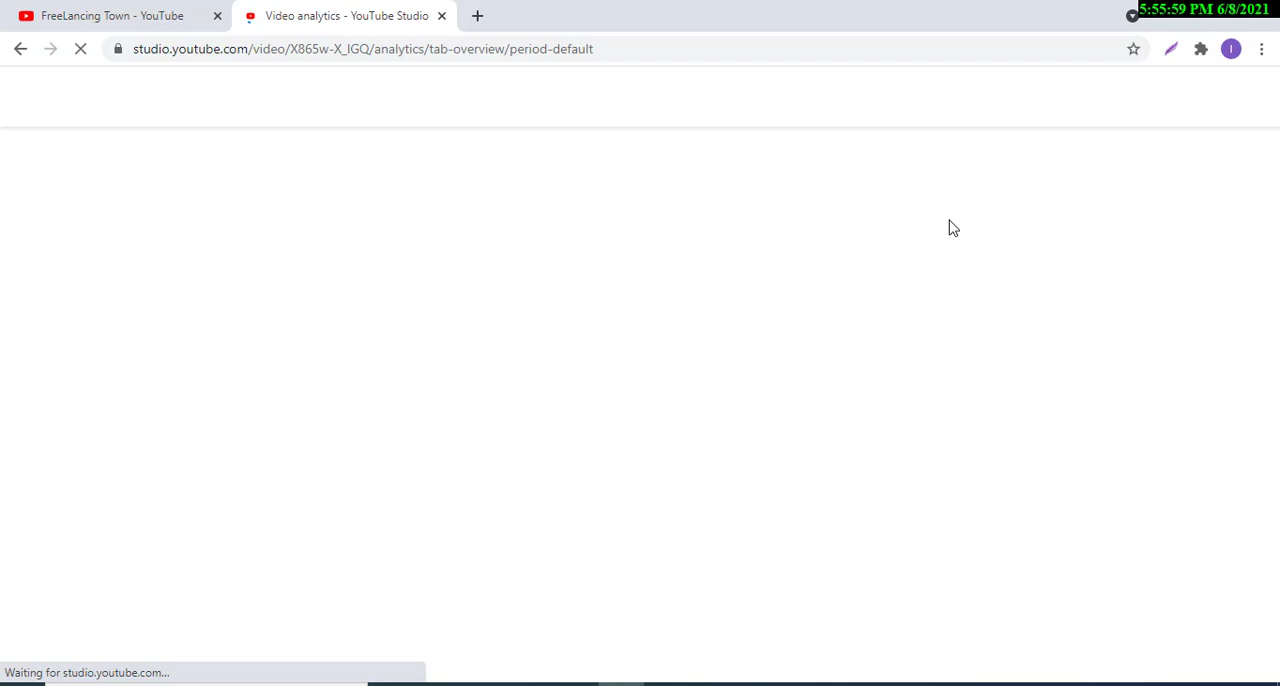 FreeLancing Town - YouTube
Video analytics - YouTube Studio
5:55:59 PM 6/8/2021
studio.youtube.com/video/X865w-X_IGQ/analytics/tab-overview/period-default
I
Waiting for studio.youtube.com...